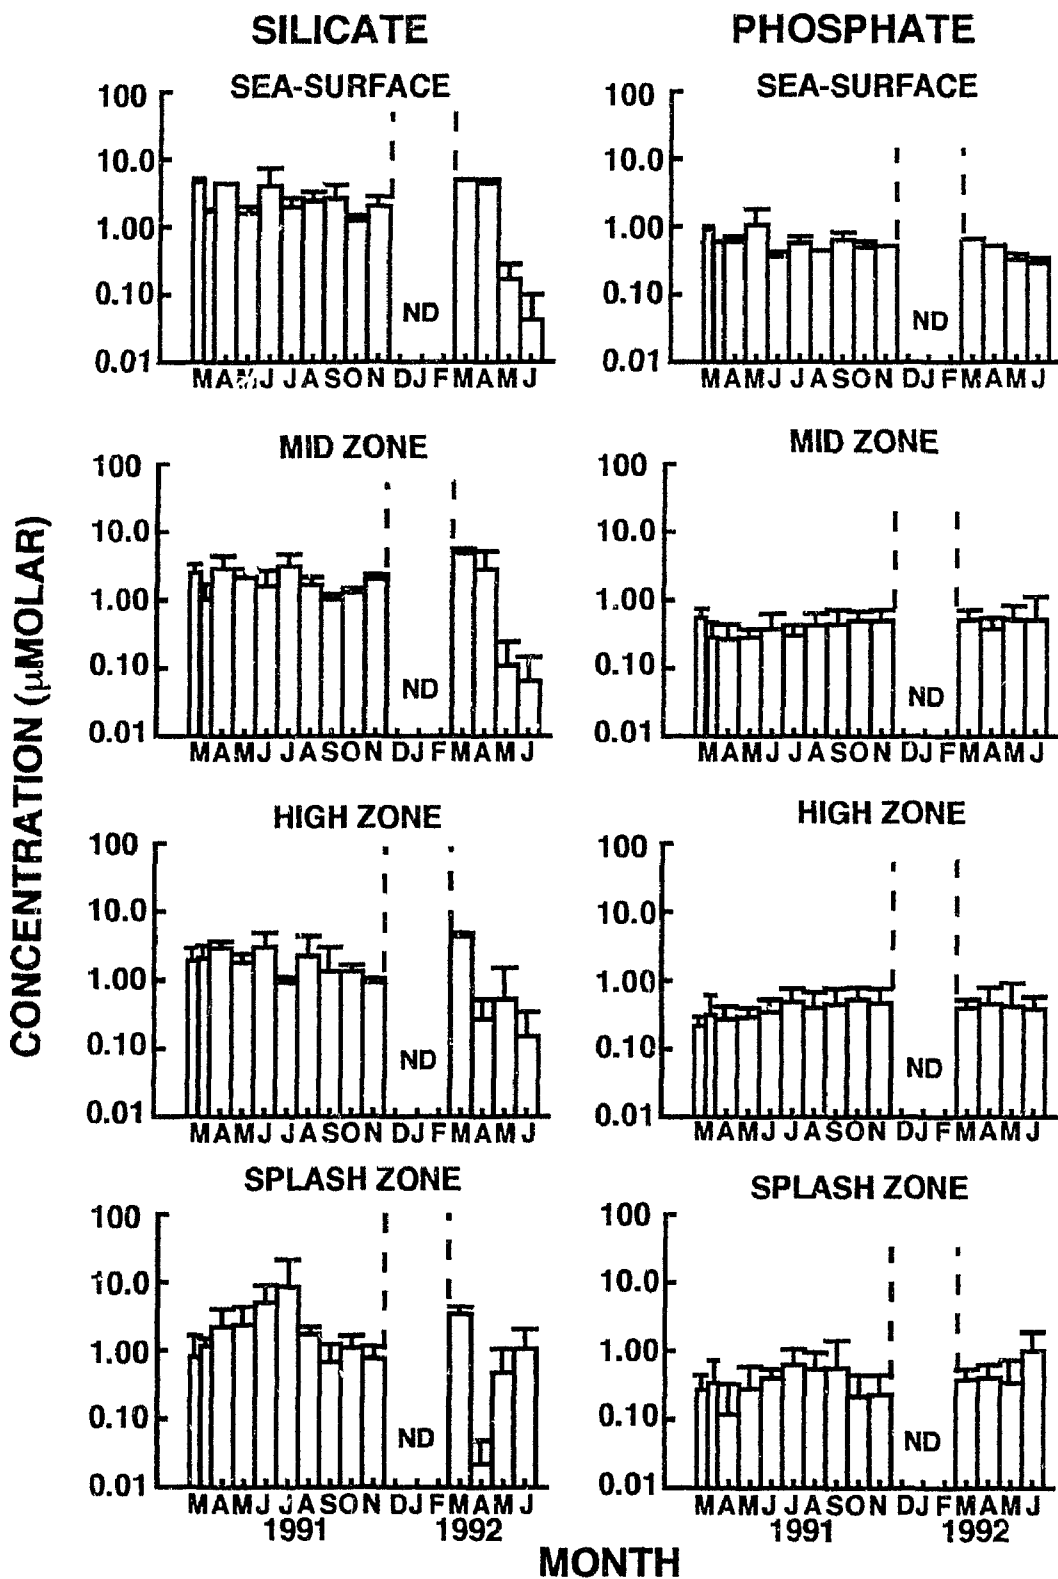 SILICATE
SEA-SURFACE
100
10.0
1.00
0.10
0.01
ND
M A M J J A S O N D J F M A M J
MID ZONE
100
10.0
1.00
0.10
0.01
ND
M A M J J A S O N D J F M A M J
HIGH ZONE
100
10.0
1.00
0.10
0.01
ND
M A M J J A S O N D J F M A M J
SPLASH ZONE
100
10.0
1.00
0.10
0.01
ND
M A M J J A S O N D J F M A M J
1991 1992
PHOSPHATE
SEA-SURFACE
100
10.0
1.00
0.10
0.01
ND
M A M J J A S O N D J F M A M J
MID ZONE
100
10.0
1.00
0.10
0.01
ND
M A M J J A S O N D J F M A M J
HIGH ZONE
100
10.0
1.00
0.10
0.01
ND
M A M J J A S O N D J F M A M J
SPLASH ZONE
100
10.0
1.00
0.10
0.01
ND
M A M J J A S O N D J F M A M J
1991 1992
CONCENTRATION (µMOLAR)
MONTH